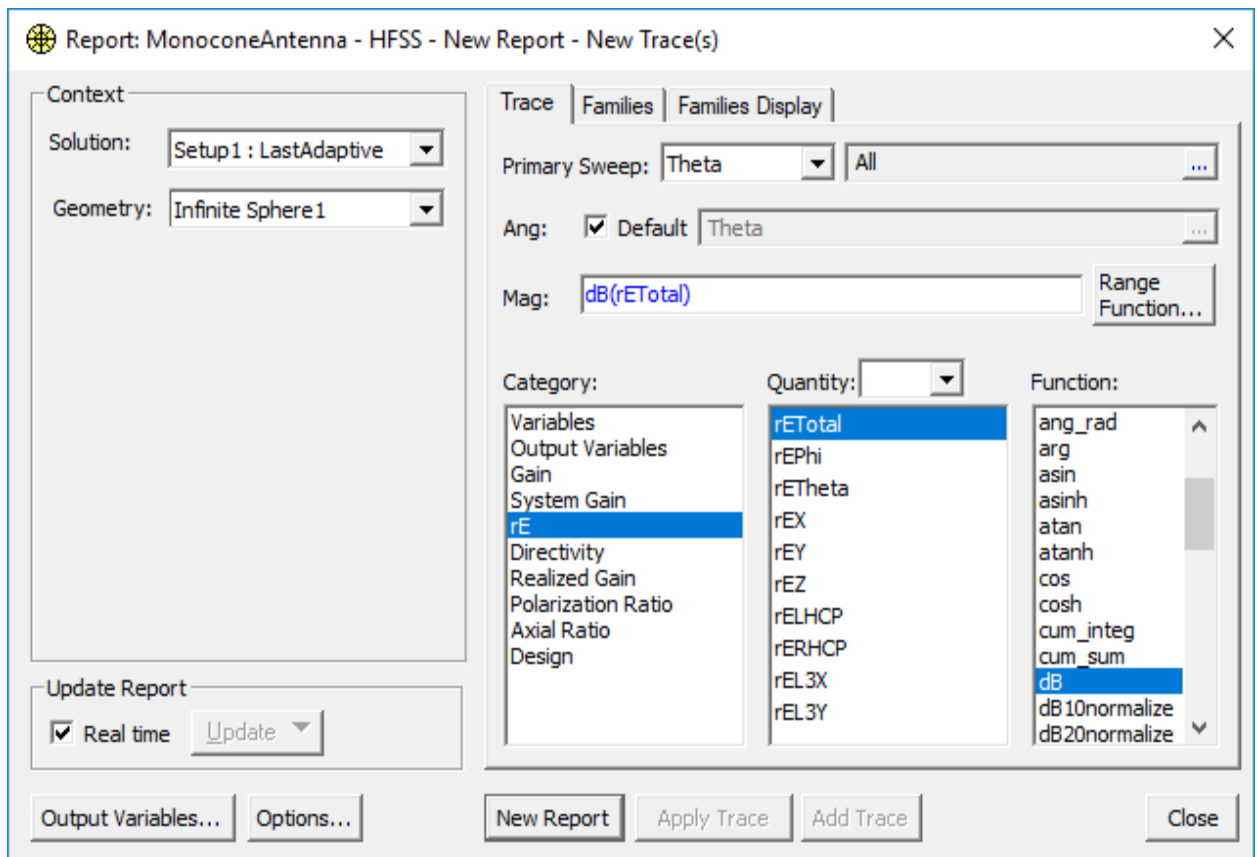 Report: MonoconeAntenna - HFSS - New Report - New Trace(s)
Context
Solution: Setup1 : LastAdaptive
Geometry: Infinite Sphere1
Update Report
Real time Update
Output Variables... Options...
Trace Families Families Display
Primary Sweep: Theta All ...
Ang: Default Theta ...
Mag: dB(rETotal) Range
Function...
Category:
Variables
Output Variables
Gain
System Gain
rE
Directivity
Realized Gain
Polarization Ratio
Axial Ratio
Design
Quantity:
rETotal
rEPhi
rETheta
rEX
rEY
rEZ
rELHCP
rERHCP
rEL3X
rEL3Y
Function:
ang_rad
arg
asin
asinh
atan
atanh
cos
cosh
cum_integ
cum_sum
dB
dB10normalize
dB20normalize
New Report Apply Trace Add Trace Close